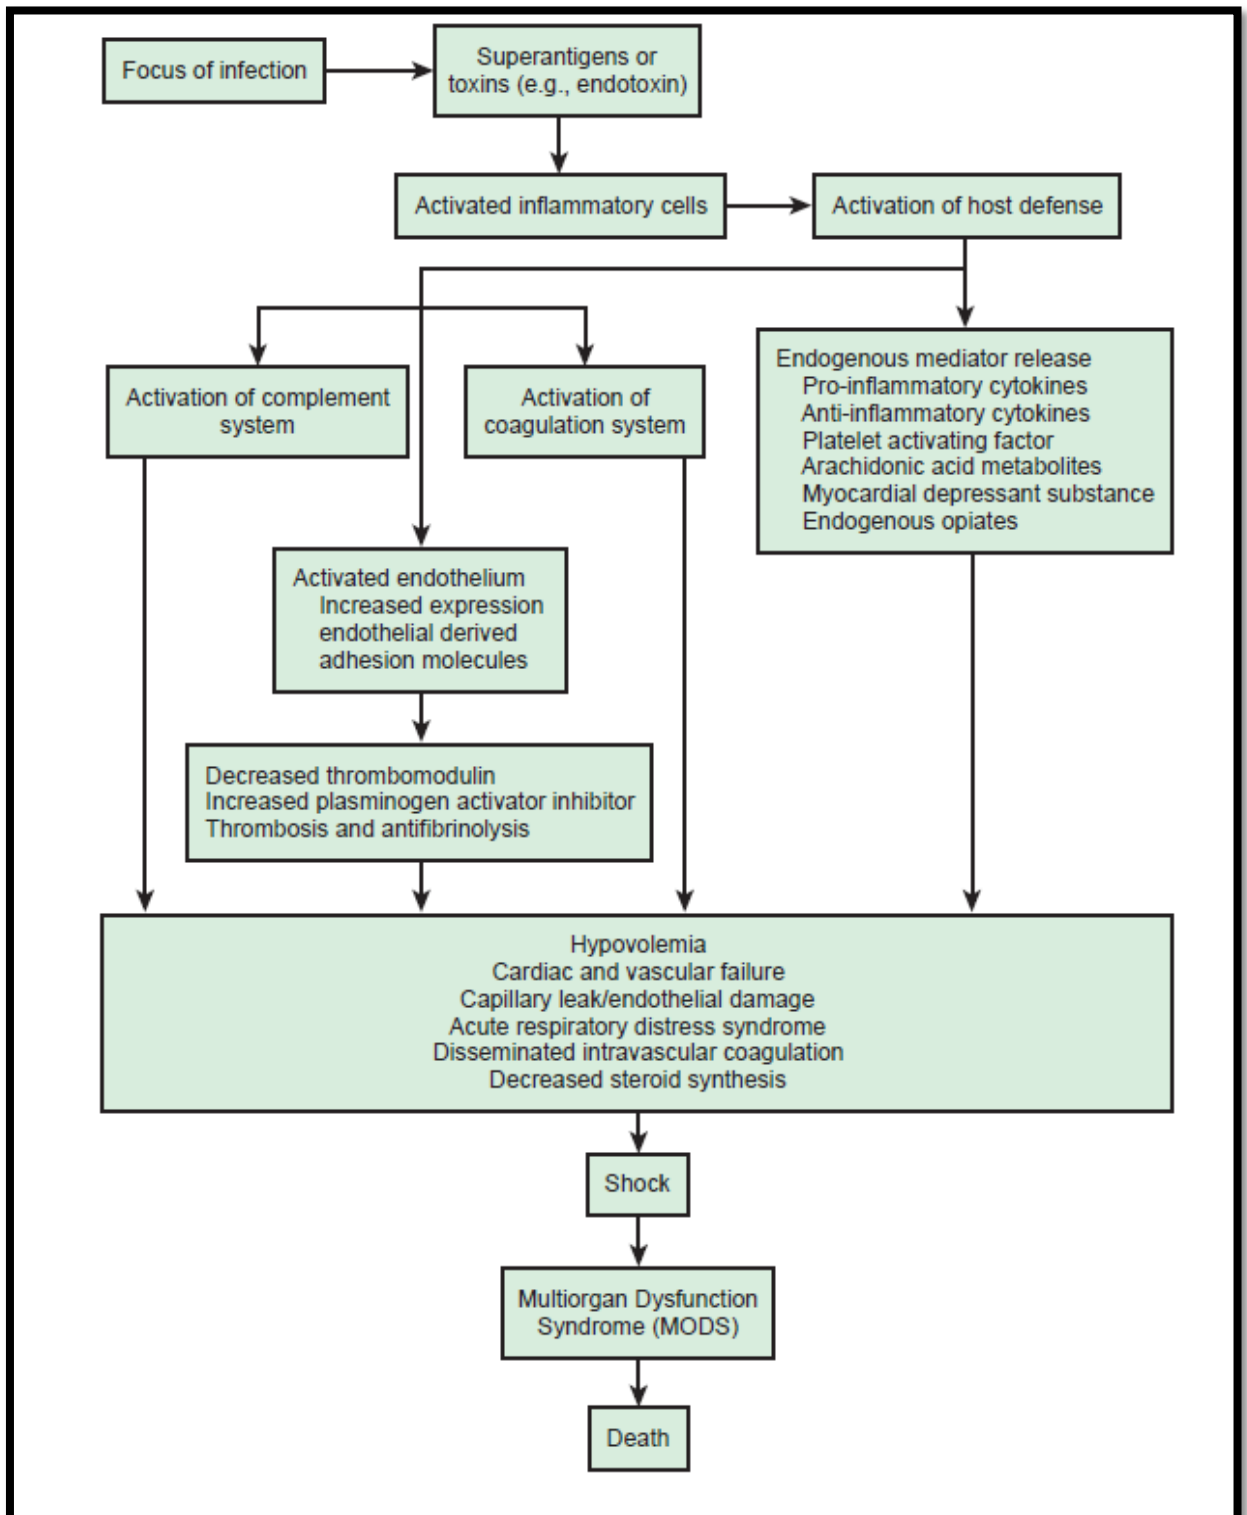 Focus of infection
Superantigens or
toxins (e.g., endotoxin)
Activated inflammatory cells
Activation of host defense
Activation of complement
system
Activation of
coagulation system
Endogenous mediator release
Pro-inflammatory cytokines
Anti-inflammatory cytokines
Platelet activating factor
Arachidonic acid metabolites
Myocardial depressant substance
Endogenous opiates
Activated endothelium
Increased expression
endothelial derived
adhesion molecules
Decreased thrombomodulin
Increased plasminogen activator inhibitor
Thrombosis and antifibrinolysis
Hypovolemia
Cardiac and vascular failure
Capillary leak/endothelial damage
Acute respiratory distress syndrome
Disseminated intravascular coagulation
Decreased steroid synthesis
Shock
Multiorgan Dysfunction
Syndrome (MODS)
Death